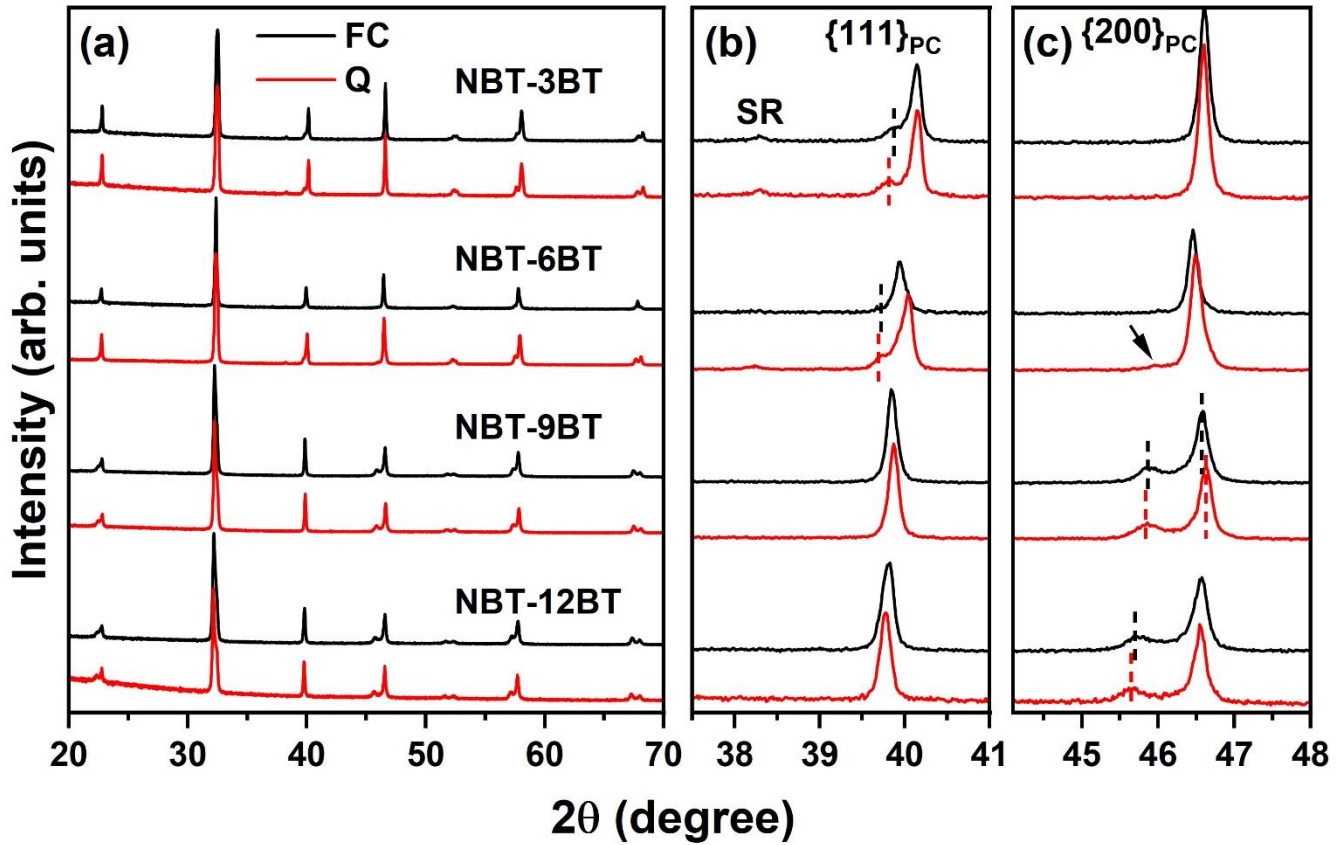 (a)
FC
Q
NBT-3BT
NBT-6BT
NBT-9BT
NBT-12BT
(b)
{111}PC
SR
(c)
{200}PC
Intensity (arb. units)
20 30 40 50 60 70
38 39 40 41
45 46 47 48
2θ (degree)